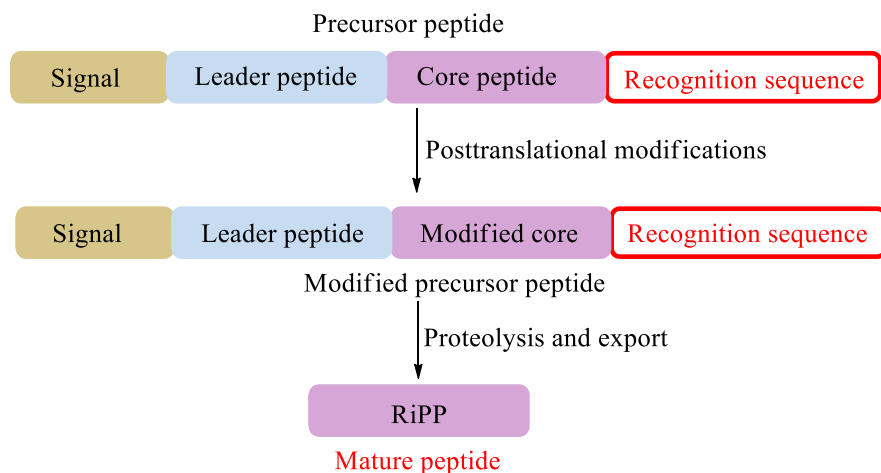 Precursor peptide
Signal Leader peptide Core peptide Recognition sequence
Posttranslational modifications
Signal Leader peptide Modified core Recognition sequence
Modified precursor peptide
Proteolysis and export
RiPP
Mature peptide